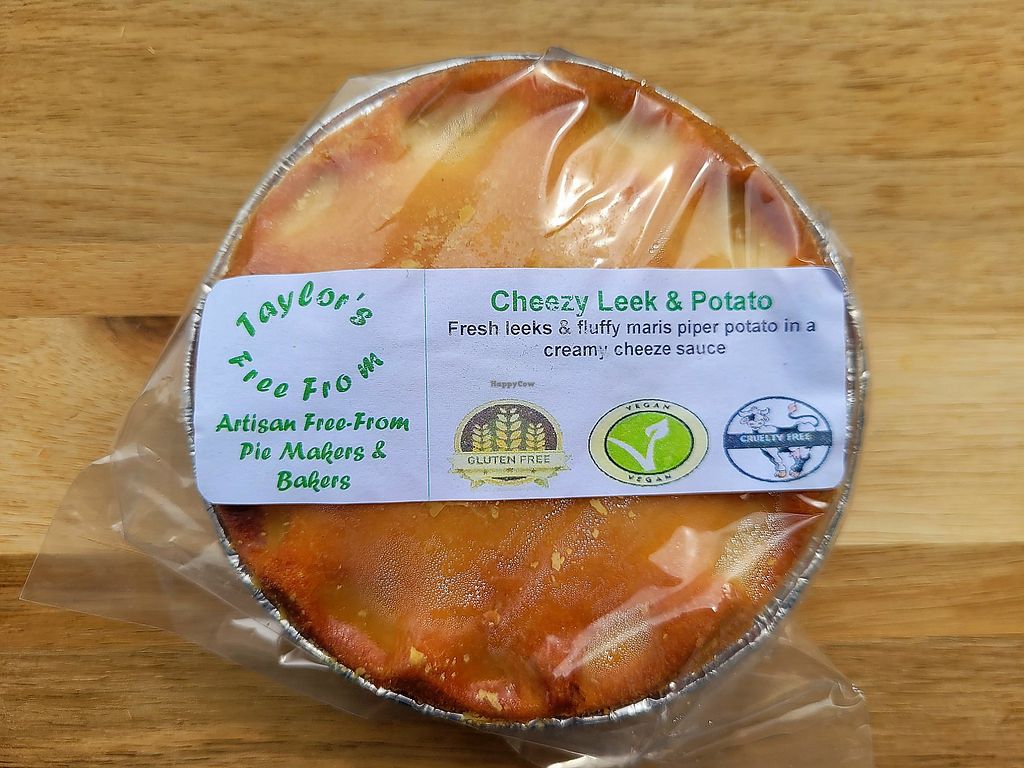 Taylor's
Free From
Artisan Free-From
Pie Makers &
Bakers
Cheezy Leek & Potato
Fresh leeks & fluffy maris piper potato in a
creamy cheeze sauce
HappyCow
GLUTEN FREE
VEGAN
VEGAN
CRUELTY FREE